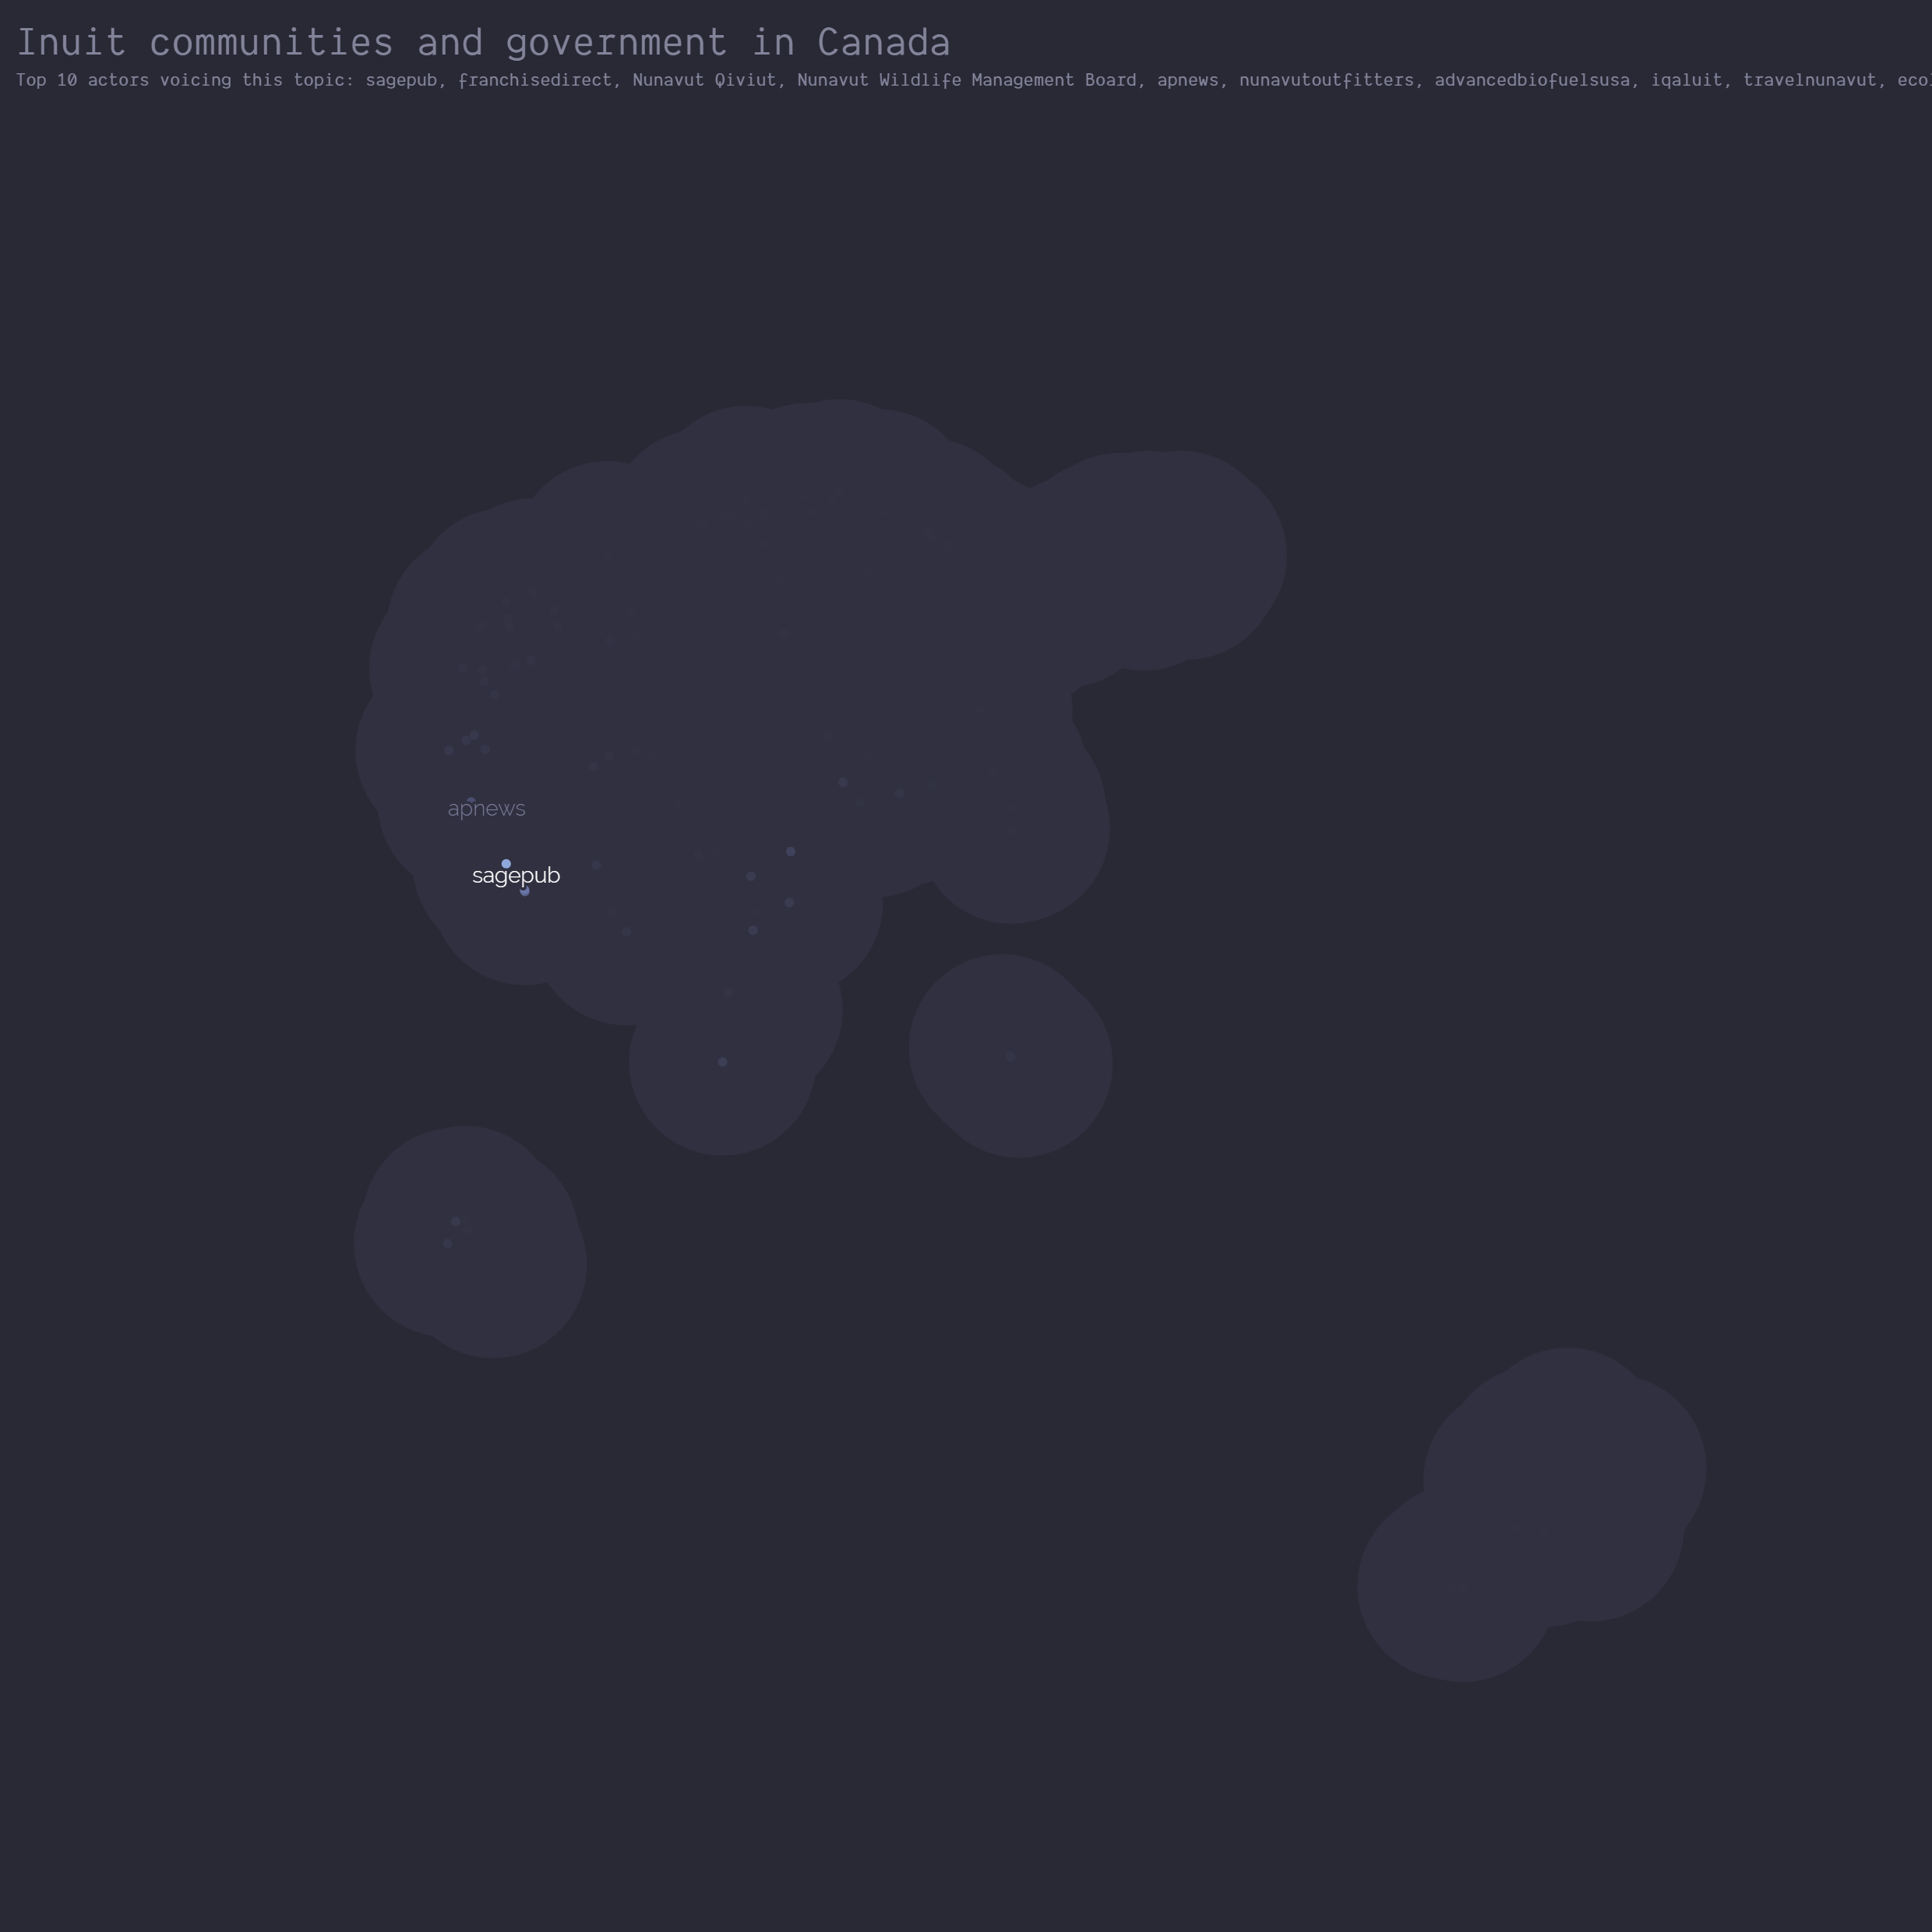 Inuit communities and government in Canada
Top 10 actors voicing this topic: sagepub, franchisedirect, Nunavut Qiviut, Nunavut Wildlife Management Board, apnews, nunavutoutfitters, advancedbiofuelsusa, iqaluit, travelnunavut,
apnews
sagepub